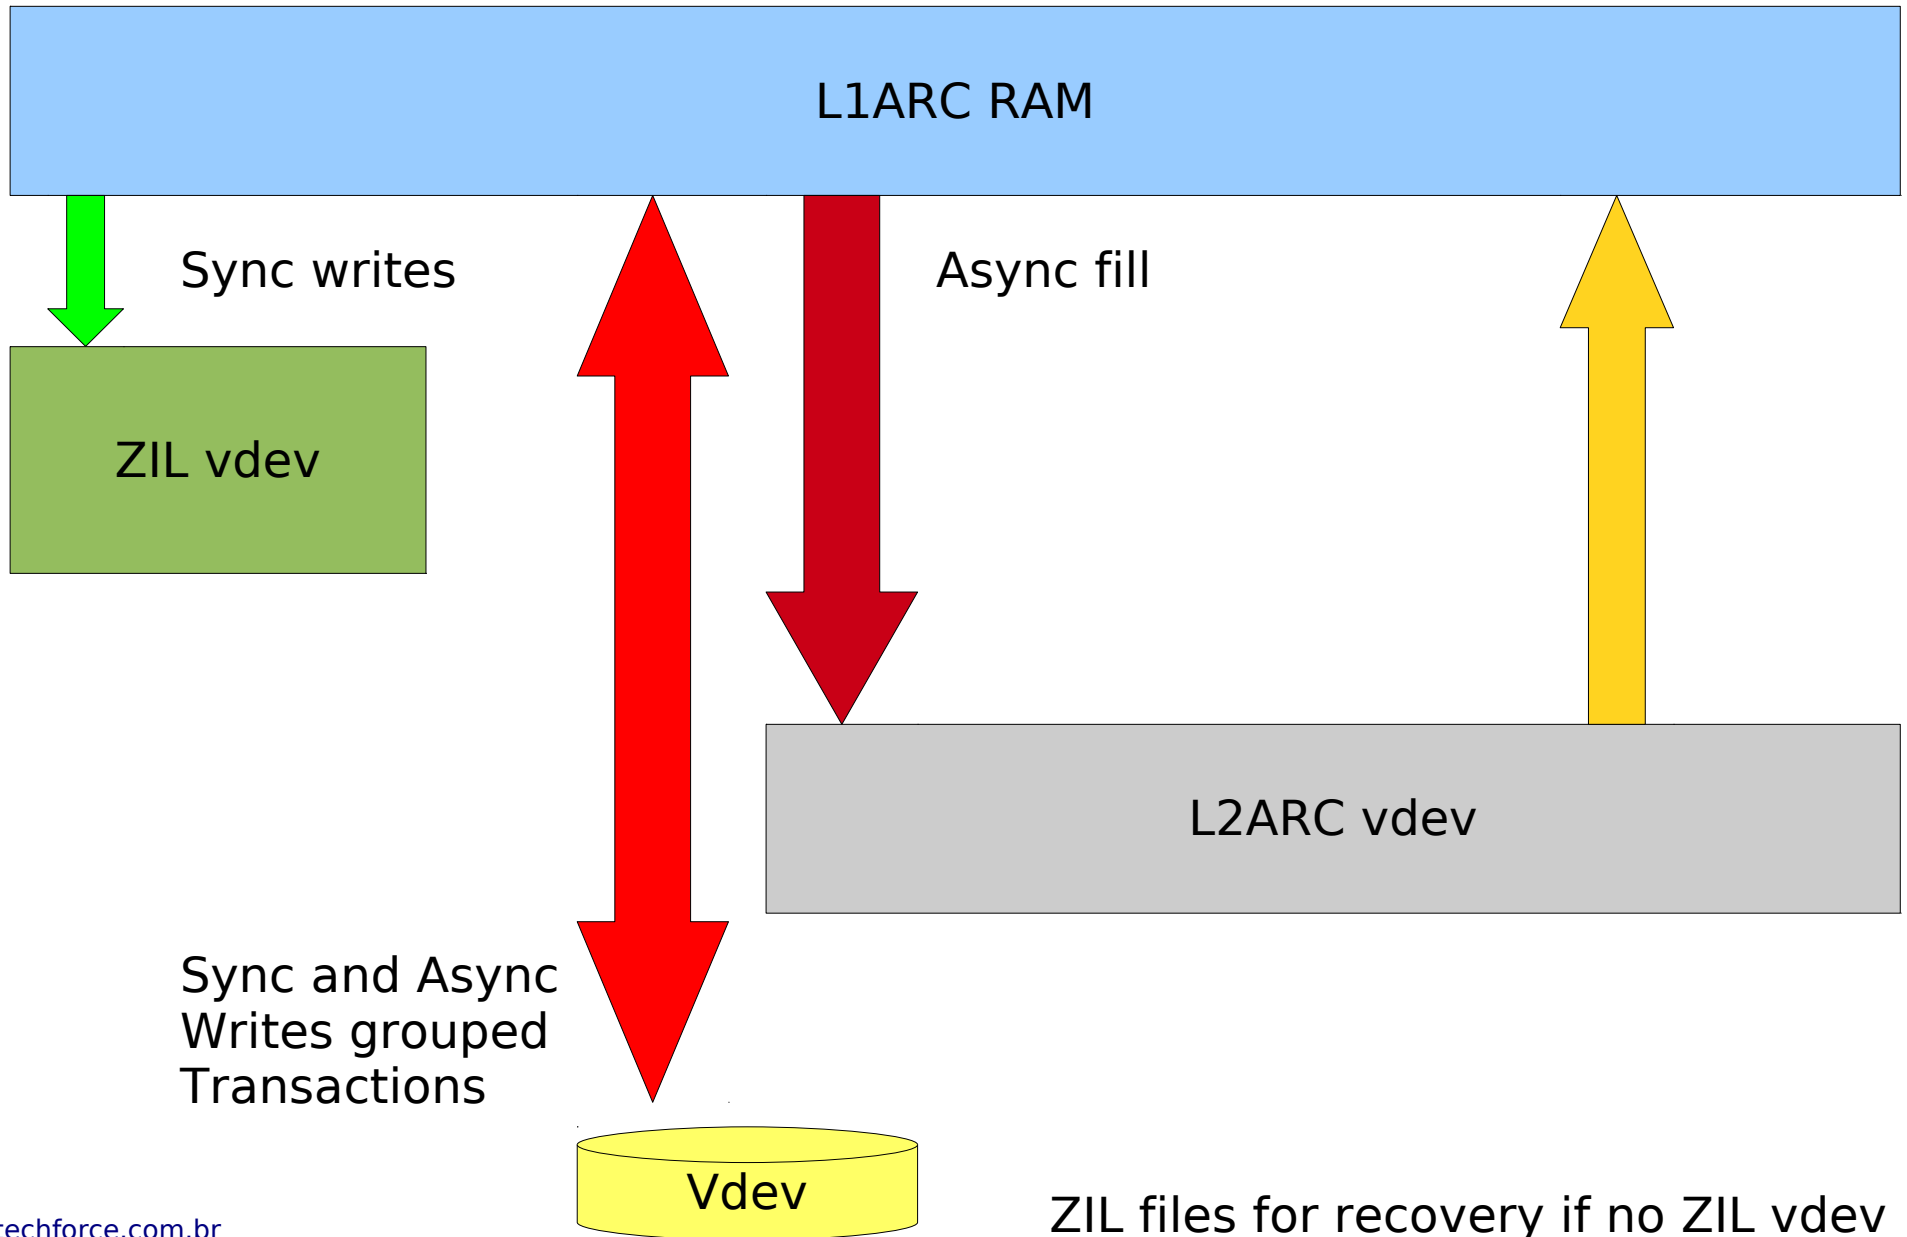 L1ARC RAM
Sync writes
Async fill
ZIL vdev
L2ARC vdev
Sync and Async
Writes grouped
Transactions
Vdev
ZIL files for recovery if no ZIL vdev
techforce.com.br